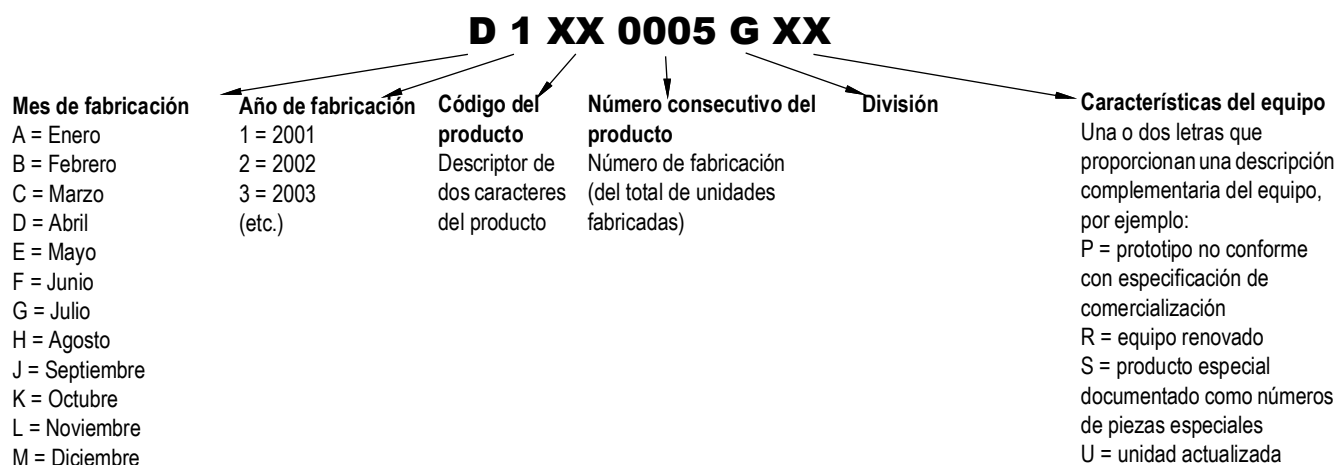 D 1 XX 0005 G XX
Mes de fabricación
A = Enero
B = Febrero
C = Marzo
D = Abril
E = Mayo
F = Junio
G = Julio
H = Agosto
J = Septiembre
K = Octubre
L = Noviembre
M = Diciembre
Año de fabricación
1 = 2001
2 = 2002
3 = 2003
(etc.)
Código del
producto
Descriptor de
dos caracteres
del producto
Número consecutivo del
producto
Número de fabricación
(del total de unidades
fabricadas)
División
Características del equipo
Una o dos letras que
proporcionan una descripción
complementaria del equipo,
por ejemplo:
P = prototipo no conforme
con especificación de
comercialización
R = equipo renovado
S = producto especial
documentado como números
de piezas especiales
U = unidad actualizada